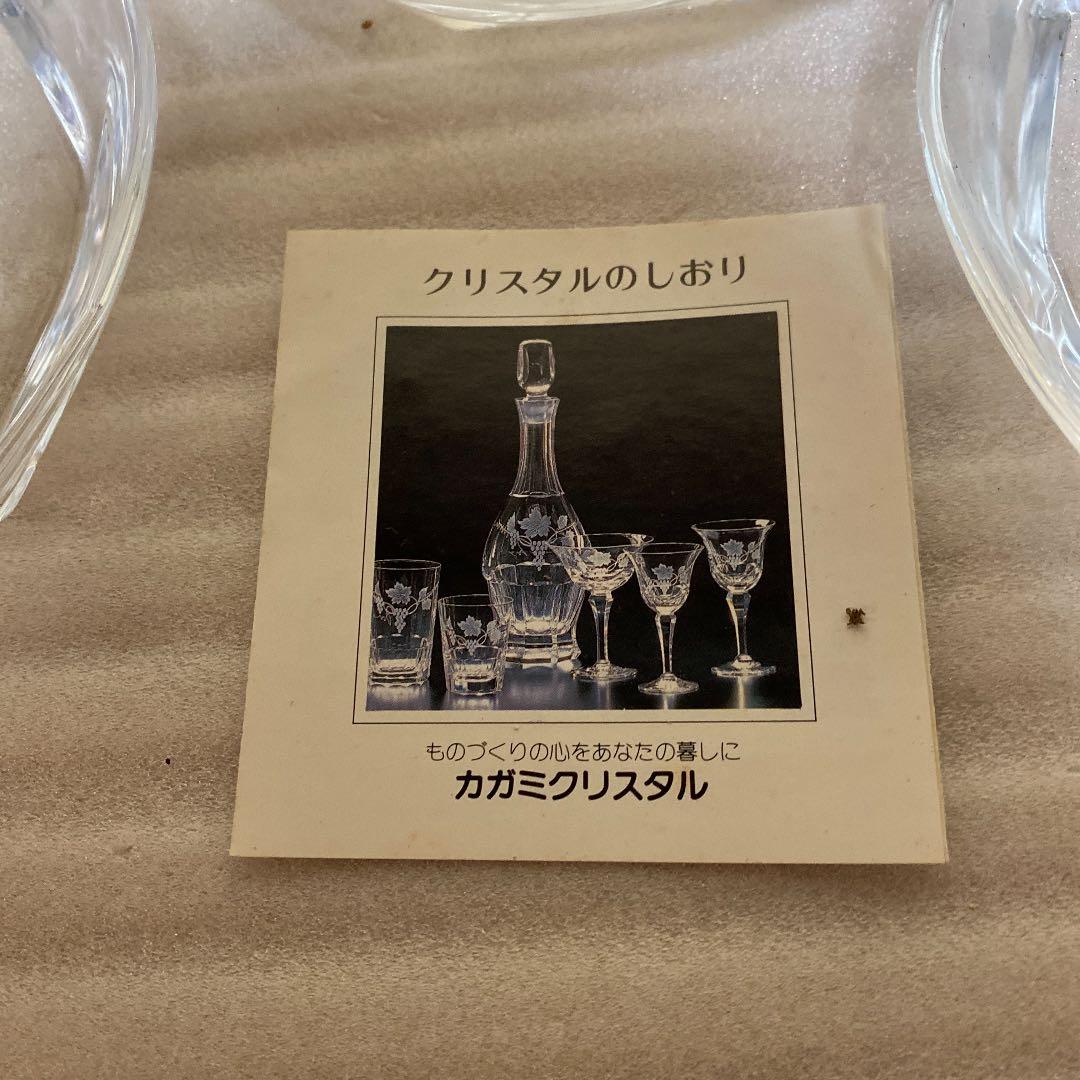 クリスタルのしおり
ものづくりの心をあなたの暮しに
カガミクリスタル